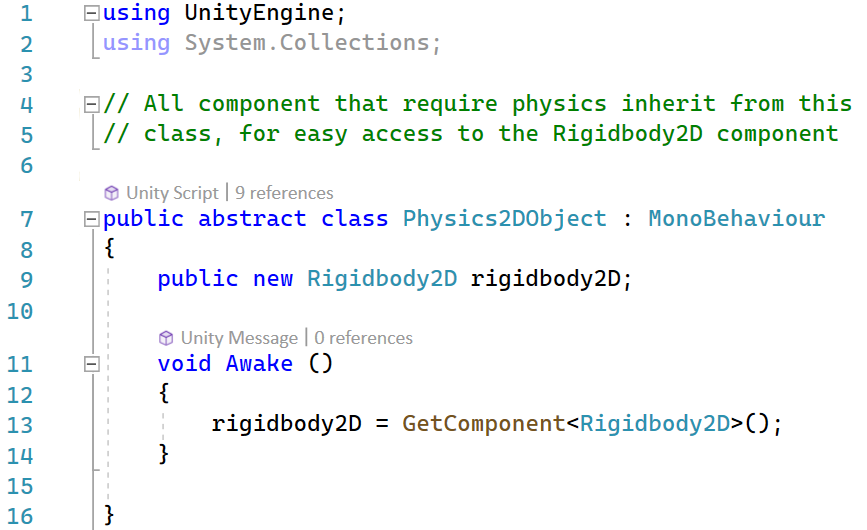 1 using UnityEngine;
2 using System.Collections;
3
4 // All component that require physics inherit from this
5 // class, for easy access to the Rigidbody2D component
6
Unity Script | 9 references
7 public abstract class Physics2DObject : MonoBehaviour
8 {
9 public new Rigidbody2D rigidbody2D;
10
Unity Message | 0 references
11 void Awake ()
12 {
13 rigidbody2D = GetComponent<Rigidbody2D>();
14 }
15
16 }